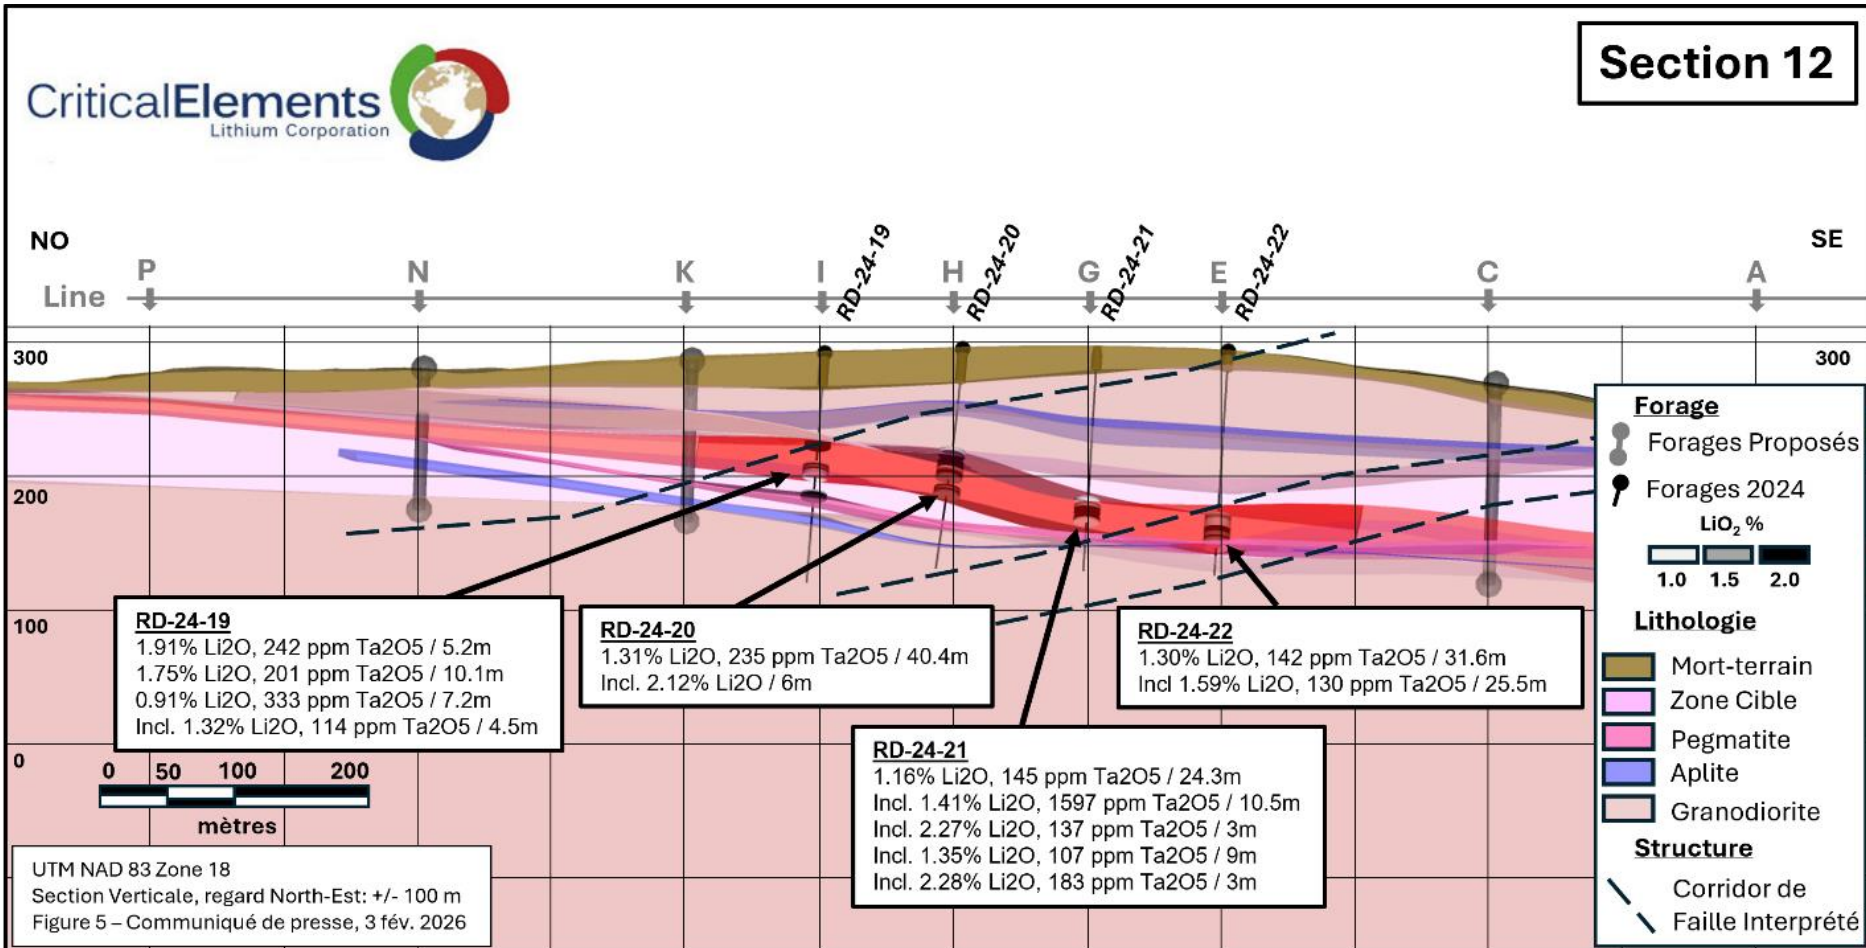 CriticalElements
Lithium Corporation
Section 12
NO
SE
Line
P
N
K
I
RD-24-19
H
RD-24-20
G
RD-24-21
E
RD-24-22
C
A
300
300
200
100
0
RD-24-19
1.91% Li2O, 242 ppm Ta2O5 / 5.2m
1.75% Li2O, 201 ppm Ta2O5 / 10.1m
0.91% Li2O, 333 ppm Ta2O5 / 7.2m
Incl. 1.32% Li2O, 114 ppm Ta2O5 / 4.5m
RD-24-20
1.31% Li2O, 235 ppm Ta2O5 / 40.4m
Incl. 2.12% Li2O / 6m
RD-24-21
1.16% Li2O, 145 ppm Ta2O5 / 24.3m
Incl. 1.41% Li2O, 1597 ppm Ta2O5 / 10.5m
Incl. 2.27% Li2O, 137 ppm Ta2O5 / 3m
Incl. 1.35% Li2O, 107 ppm Ta2O5 / 9m
Incl. 2.28% Li2O, 183 ppm Ta2O5 / 3m
RD-24-22
1.30% Li2O, 142 ppm Ta2O5 / 31.6m
Incl 1.59% Li2O, 130 ppm Ta2O5 / 25.5m
0 50 100 200
mètres
UTM NAD 83 Zone 18
Section Verticale, regard North-Est: +/- 100 m
Figure 5 – Communiqué de presse, 3 fév. 2026
Forage
Forages Proposés
Forages 2024
LiO₂ %
1.0 1.5 2.0
Lithologie
Mort-terrain
Zone Cible
Pegmatite
Aplite
Granodiorite
Structure
Corridor de
Faille Interprété